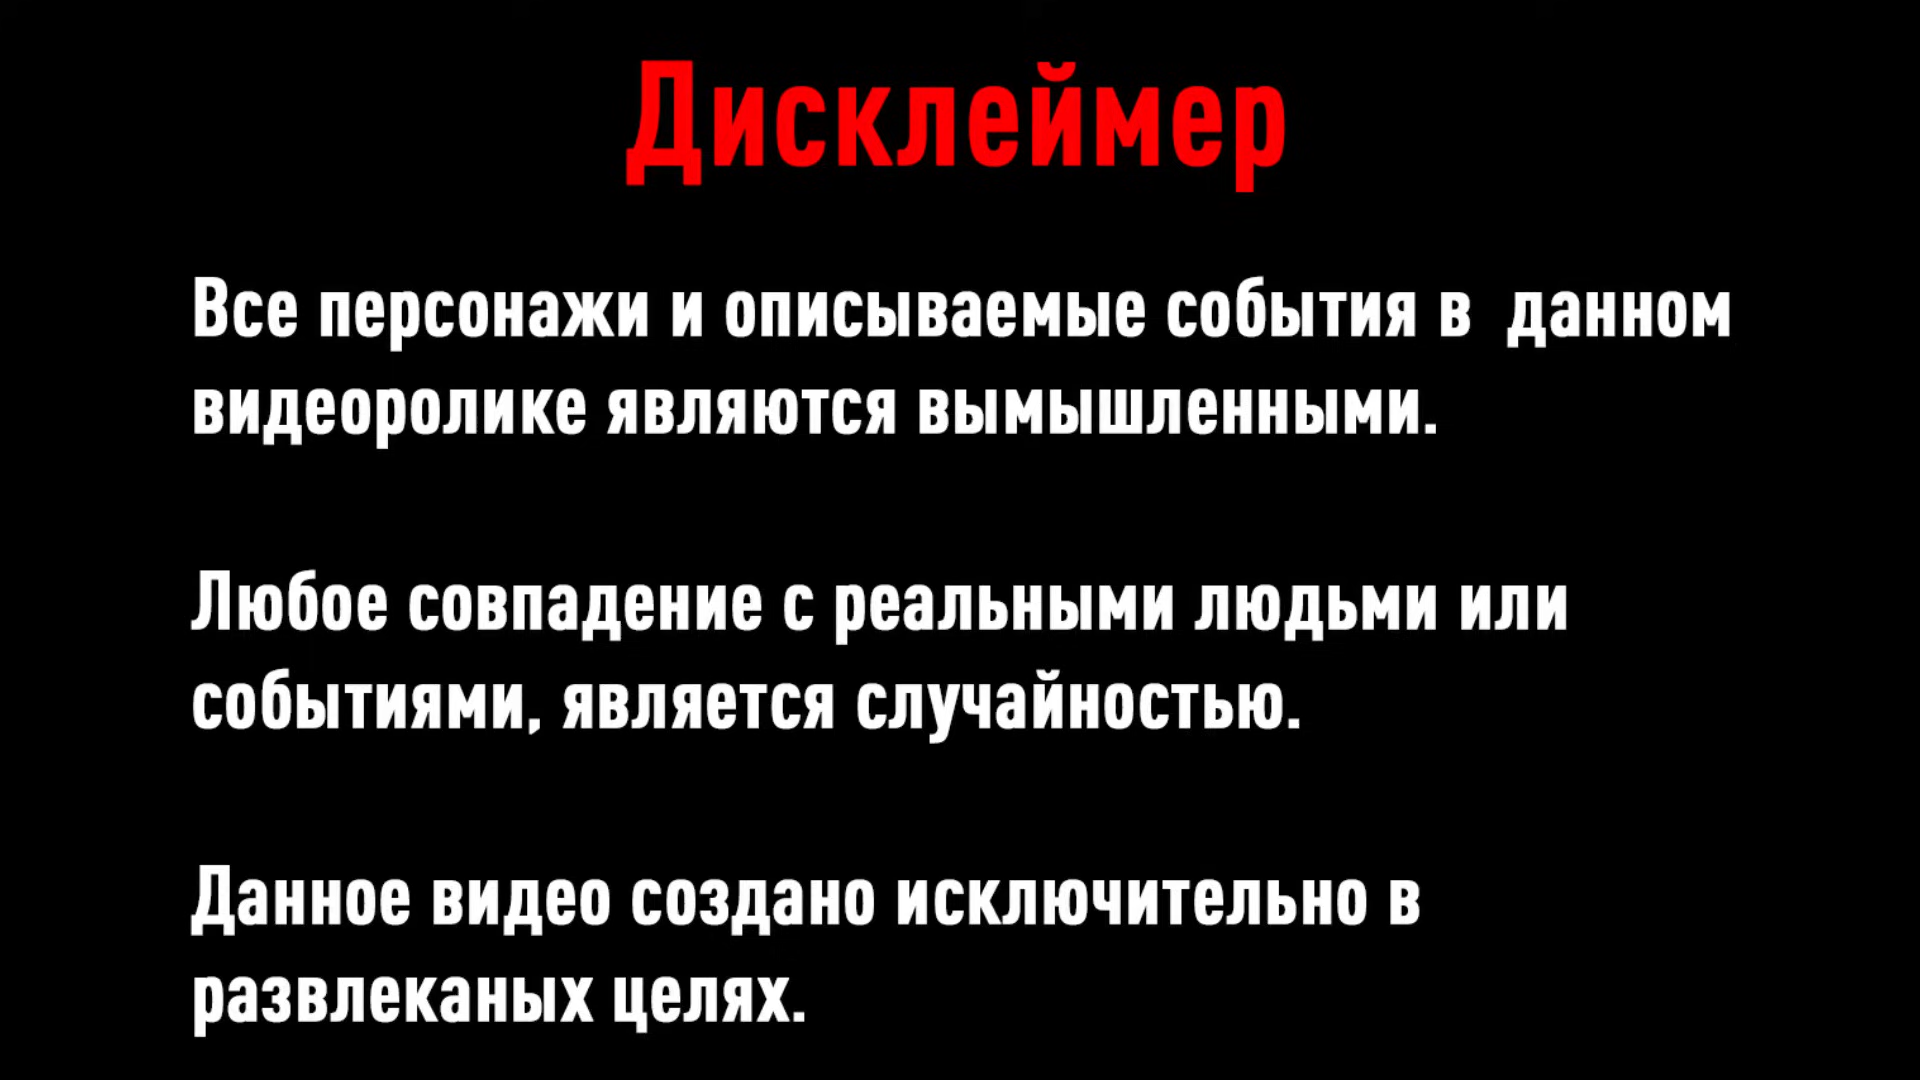 Дисклеймер
Все персонажи и описываемые события в  данном
видеоролике являются вымышленными.
Любое совпадение с реальными людьми или
событиями, является случайностью.
Данное видео создано исключительно в
развлеканых целях.